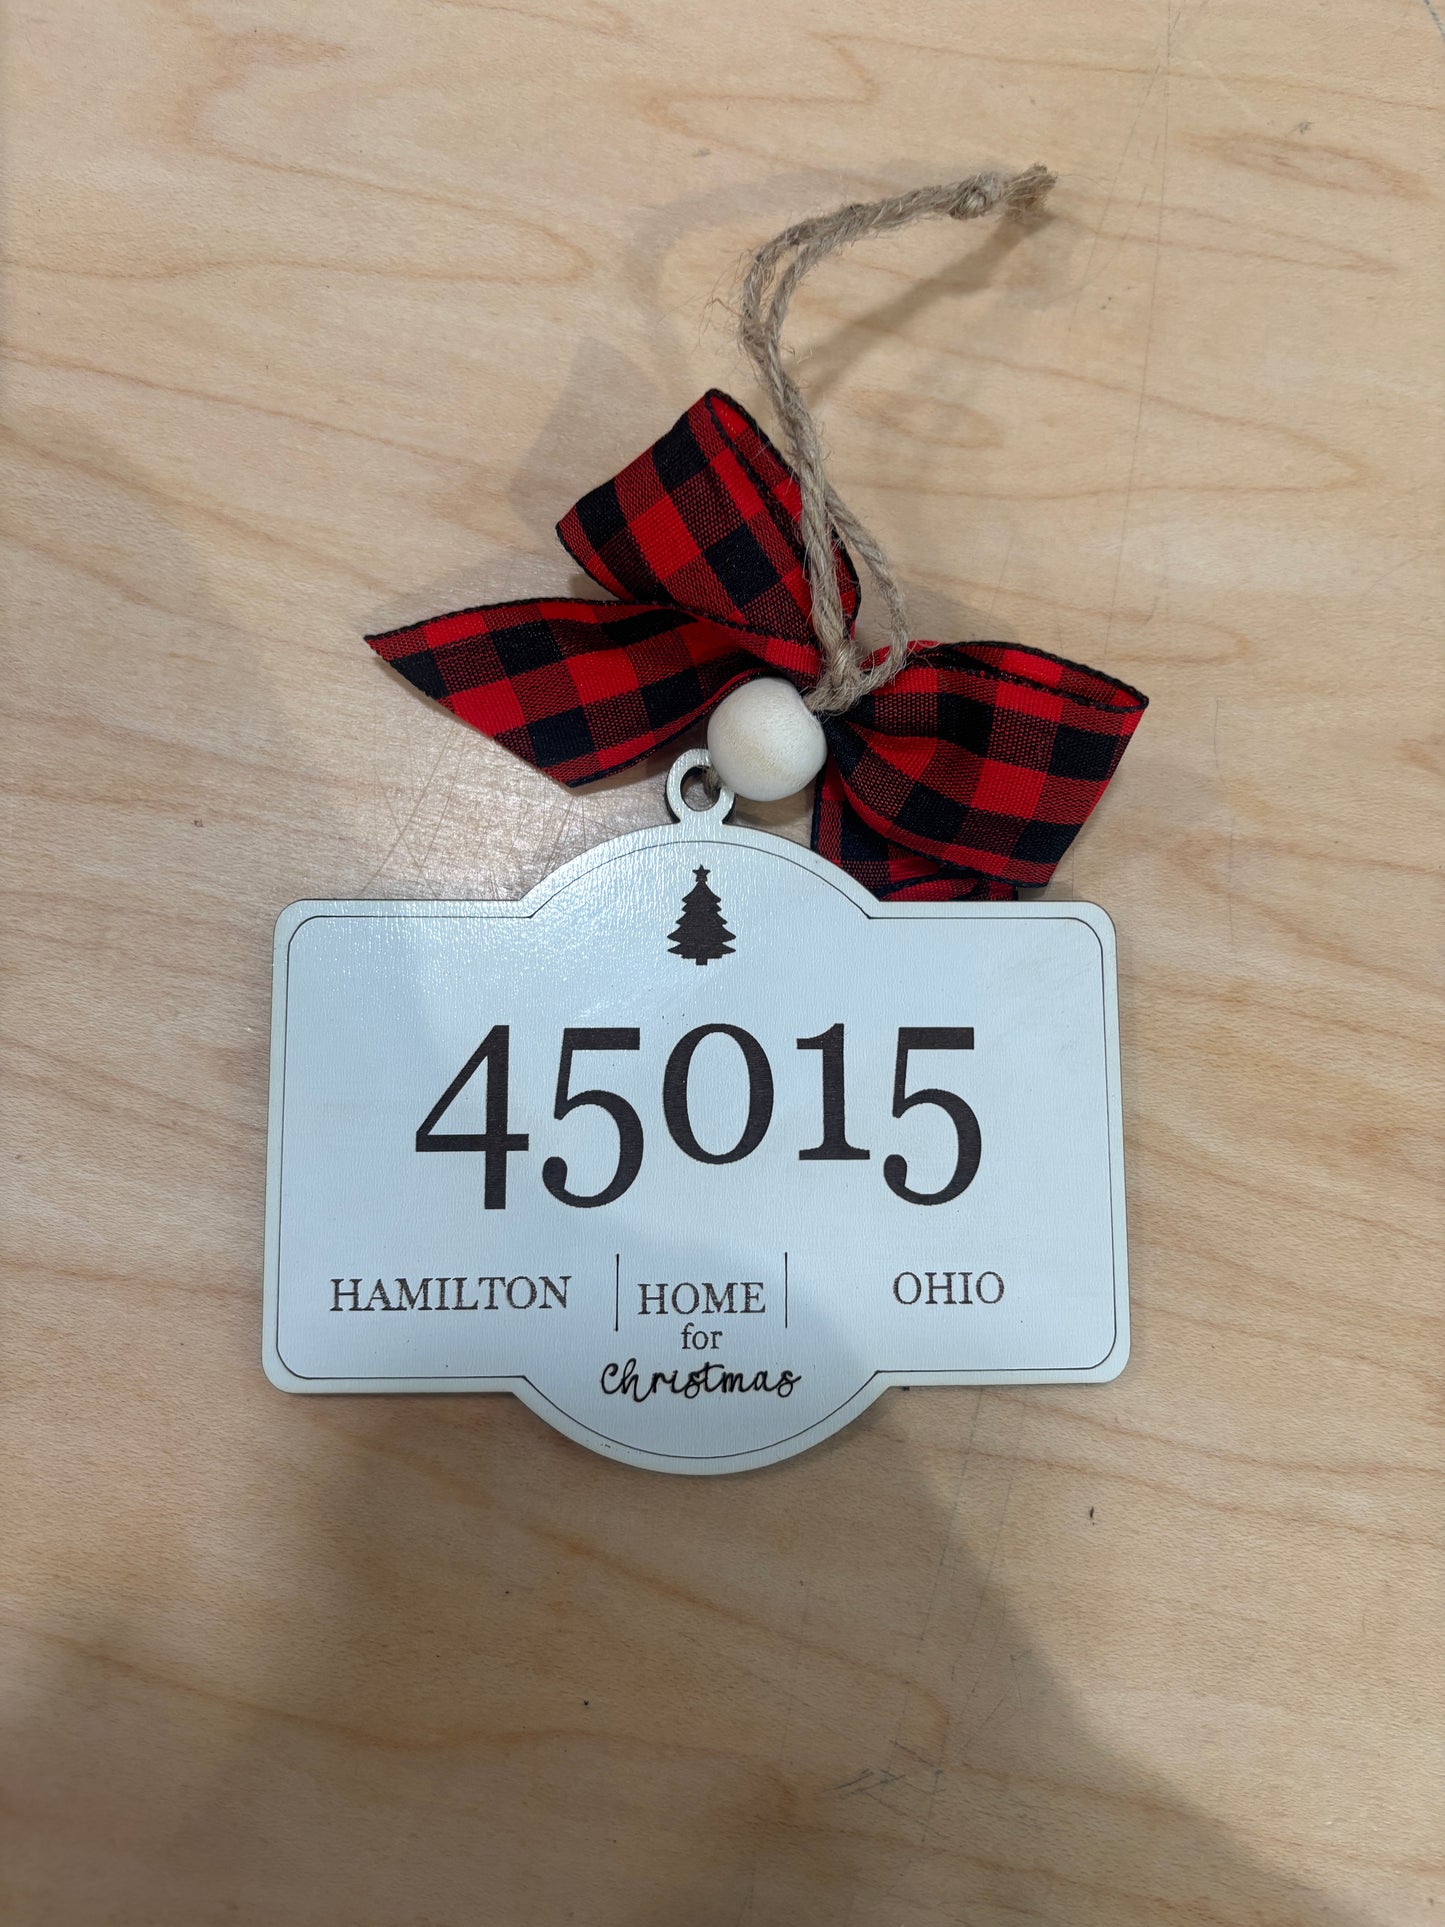 45015
HAMILTON | HOME | OHIO
for
Christmas